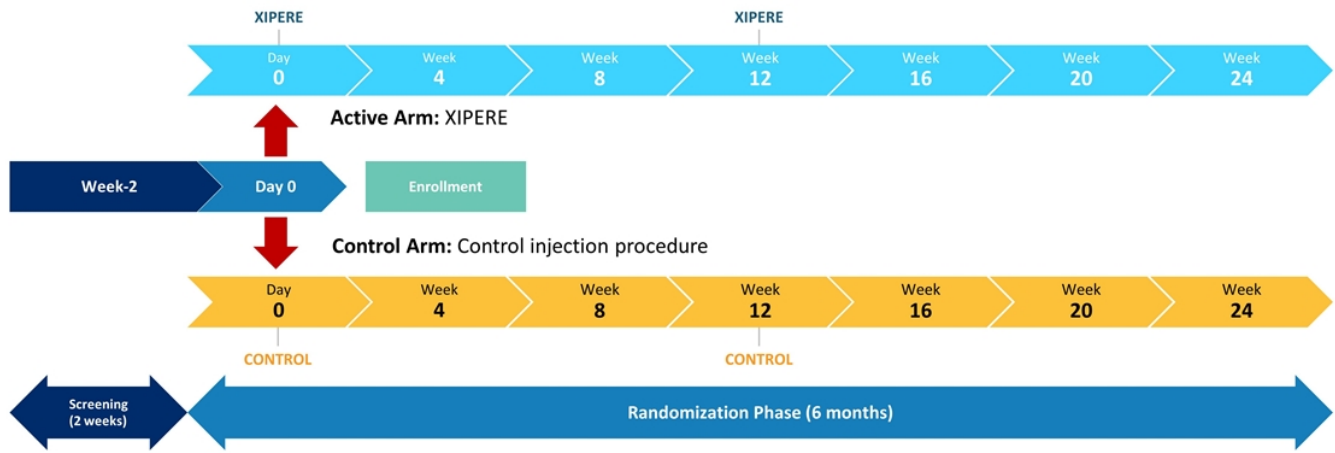 XIPERE XIPERE
Day Week Week Week Week Week Week
0 4 8 12 16 20 24
Active Arm: XIPERE
Week-2 Day 0 Enrollment
Control Arm: Control injection procedure
Day Week Week Week Week Week Week
0 4 8 12 16 20 24
CONTROL CONTROL
Screening
(2 weeks)
Randomization Phase (6 months)